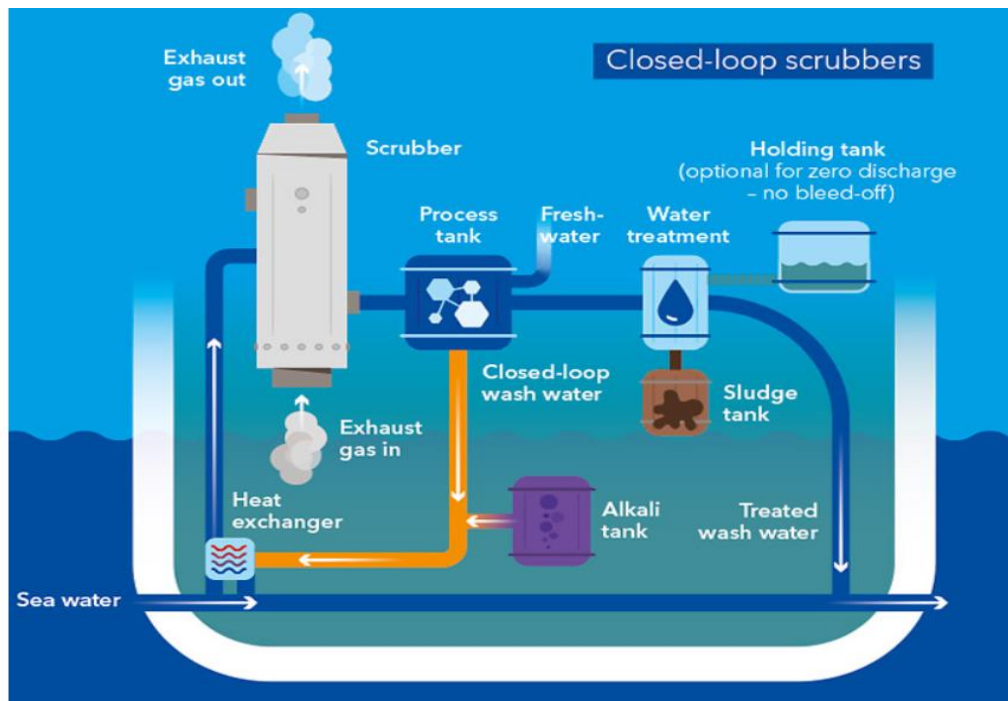 Closed-loop scrubbers
Exhaust
gas out
Scrubber
Holding tank
(optional for zero discharge
– no bleed-off)
Process
tank
Fresh-
water
Water
treatment
Closed-loop
wash water
Sludge
tank
Exhaust
gas in
Heat
exchanger
Alkali
tank
Treated
wash water
Sea water